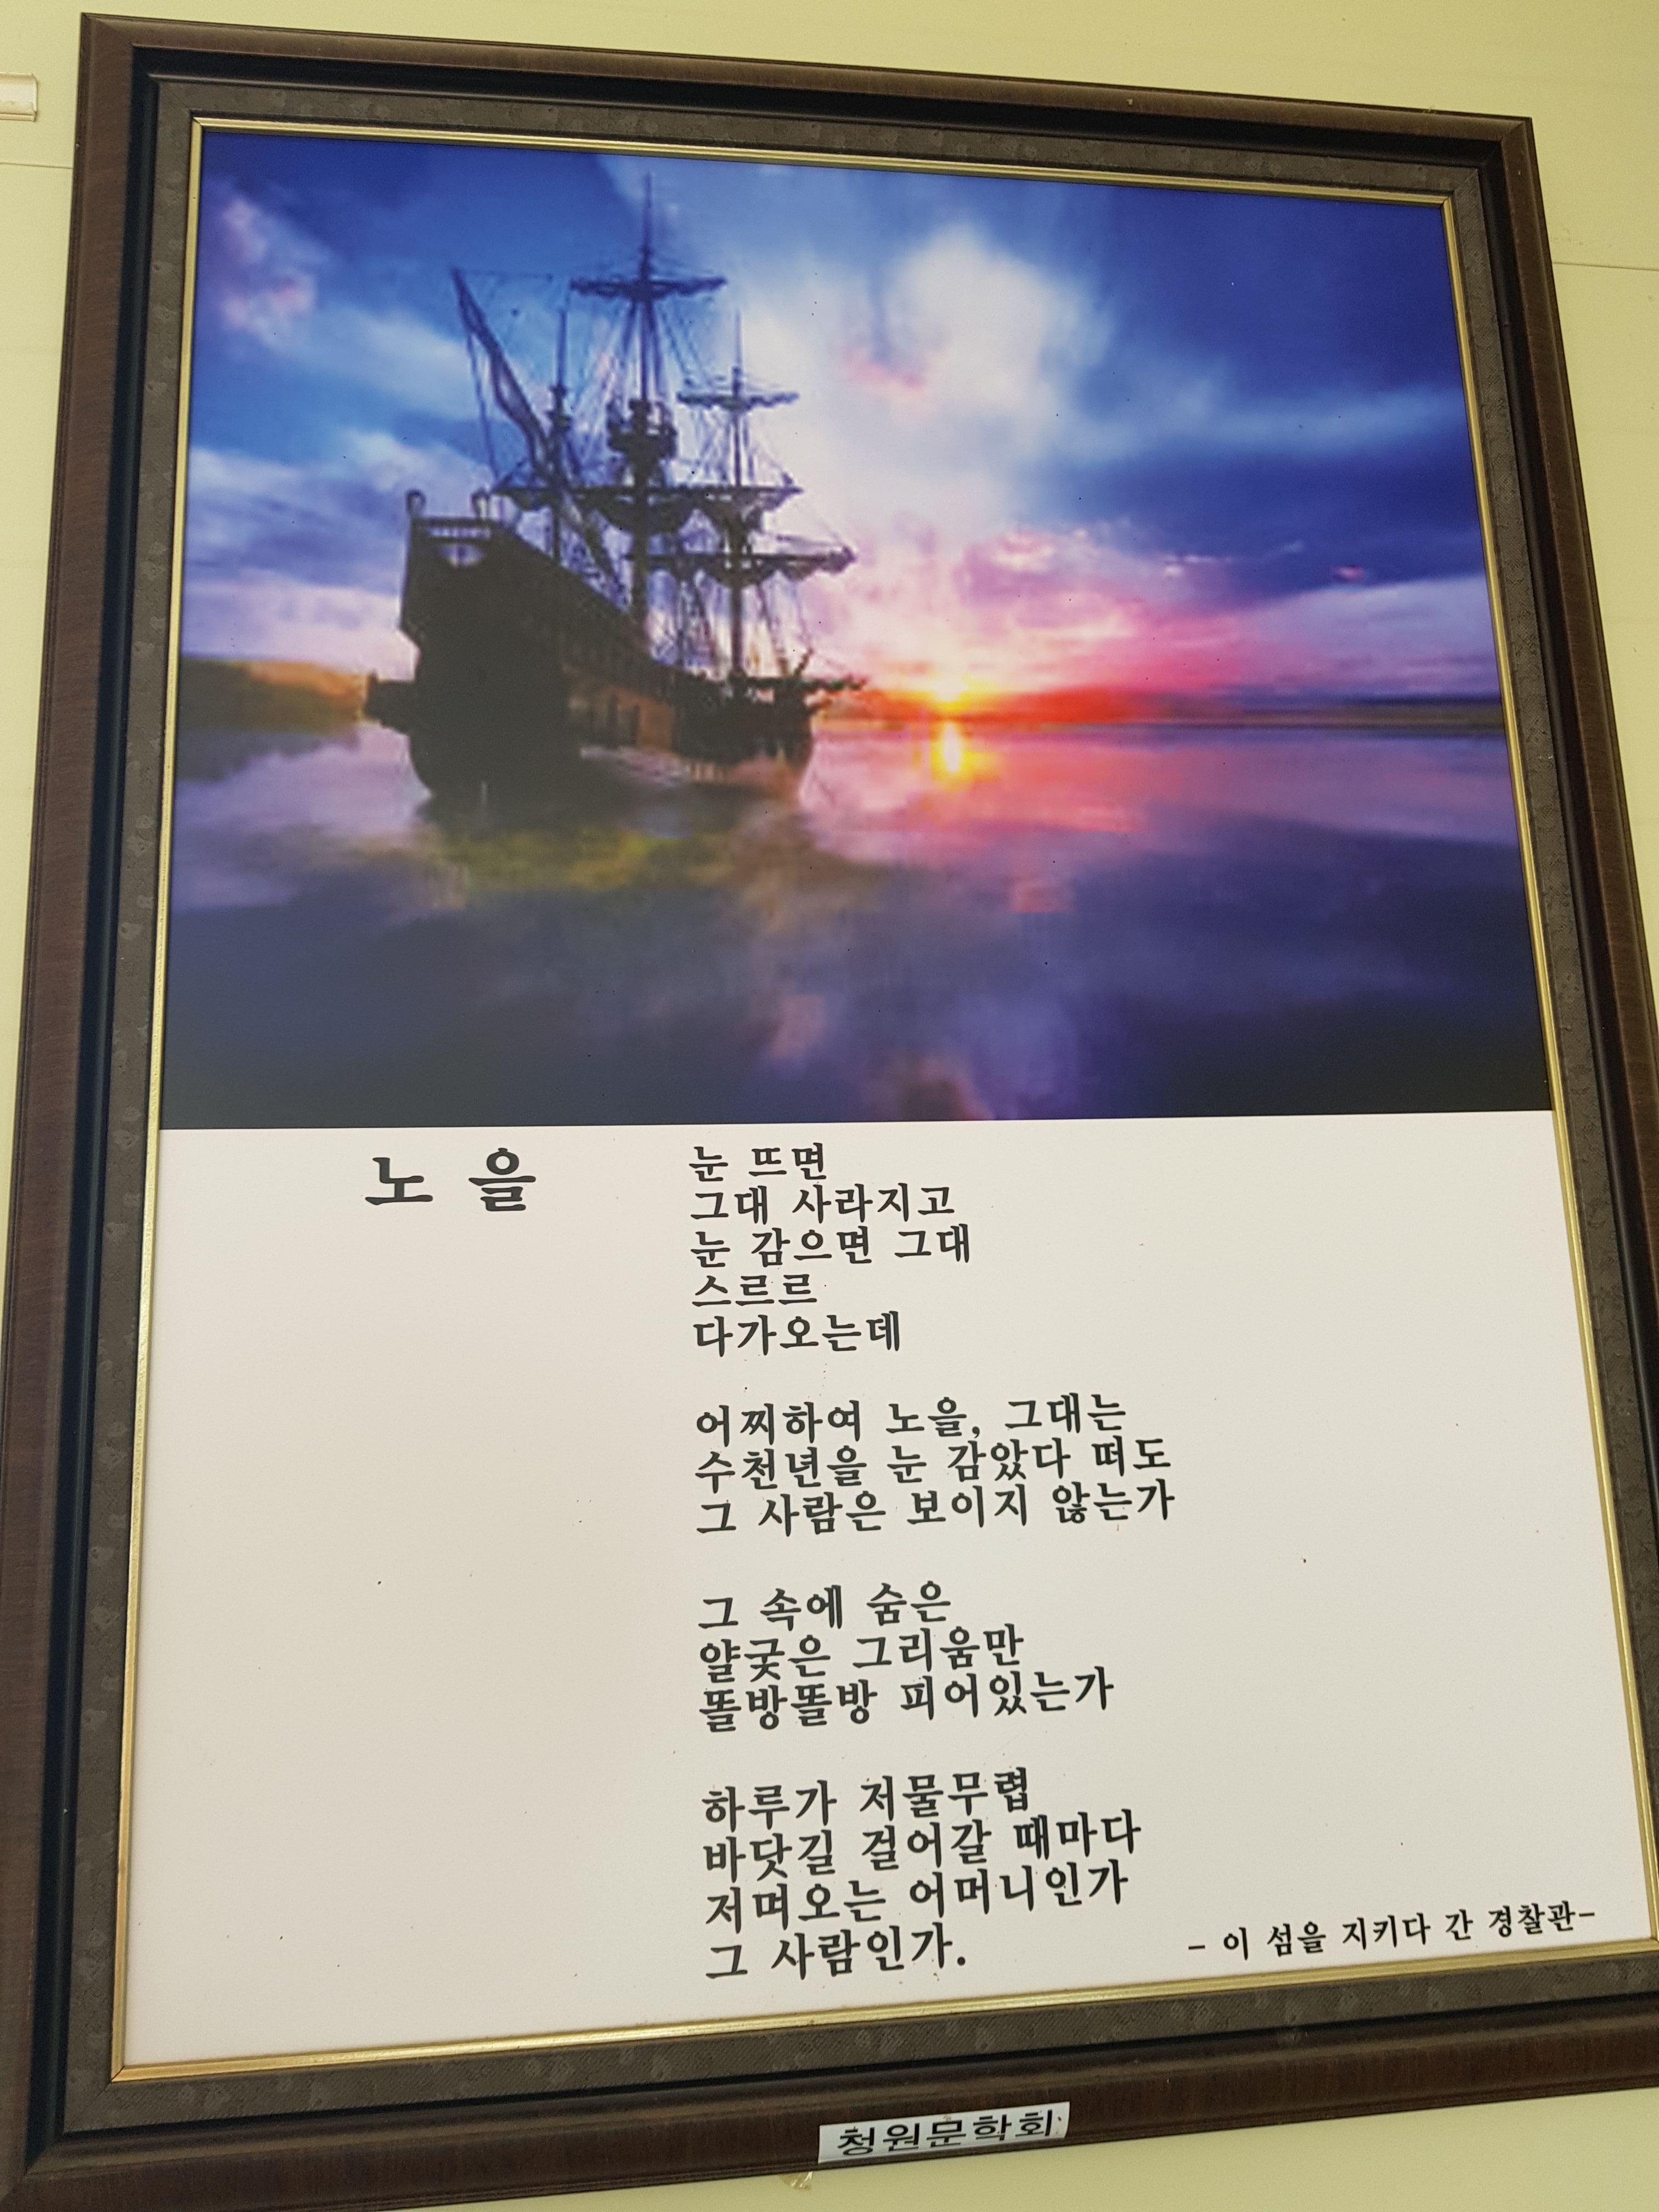 노 을
눈 뜨면
그대 사라지고
눈 감으면 그대
스르르
다가오는데
어찌하여 노을, 그대는
수천년을 눈 감았다 떠도
그 사람은 보이지 않는가
그 속에 숨은
얄궂은 그리움만
똘방똘방 피어있는가
하루가 저물무렵
바닷길 걸어갈 때마다
저며오는 어머니인가
그 사람인가.
- 이 섬을 지키다 간 경찰관-
청원문학회